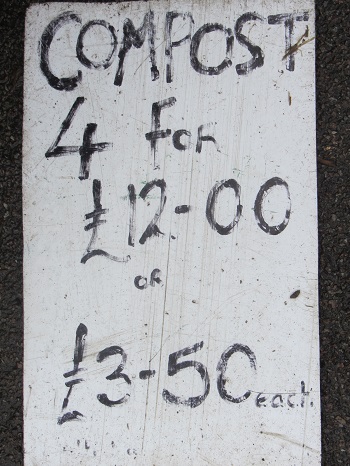 COMPOST
4 For
£12-00
or
£3-50 each